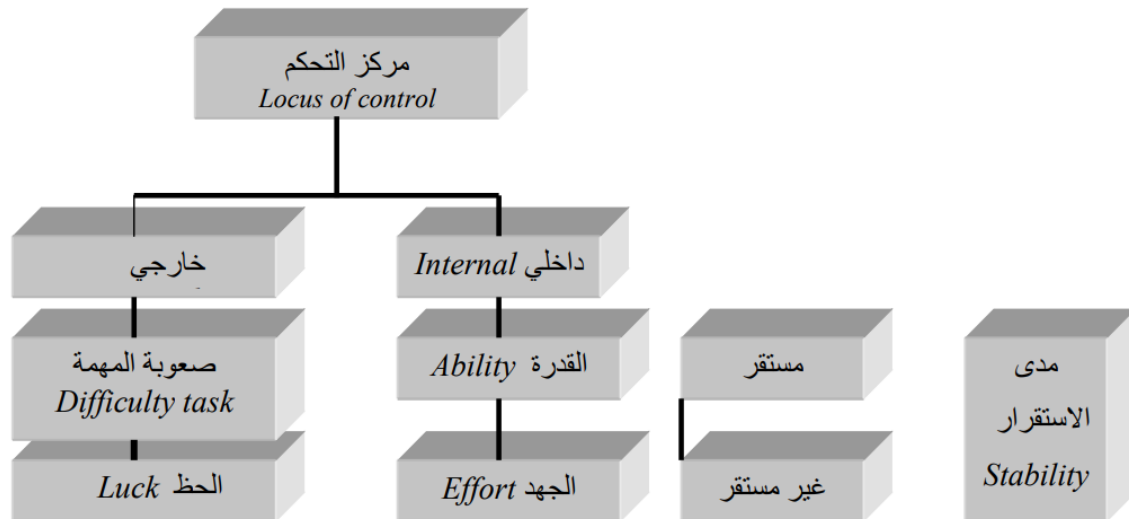 مركز التحكم
Locus of control
داخلي Internal
خارجي
مدى
الاستقرار
Stability
مستقر
القدرة Ability
صعوبة المهمة
Difficulty task
غير مستقر
الجهد Effort
الحظ Luck